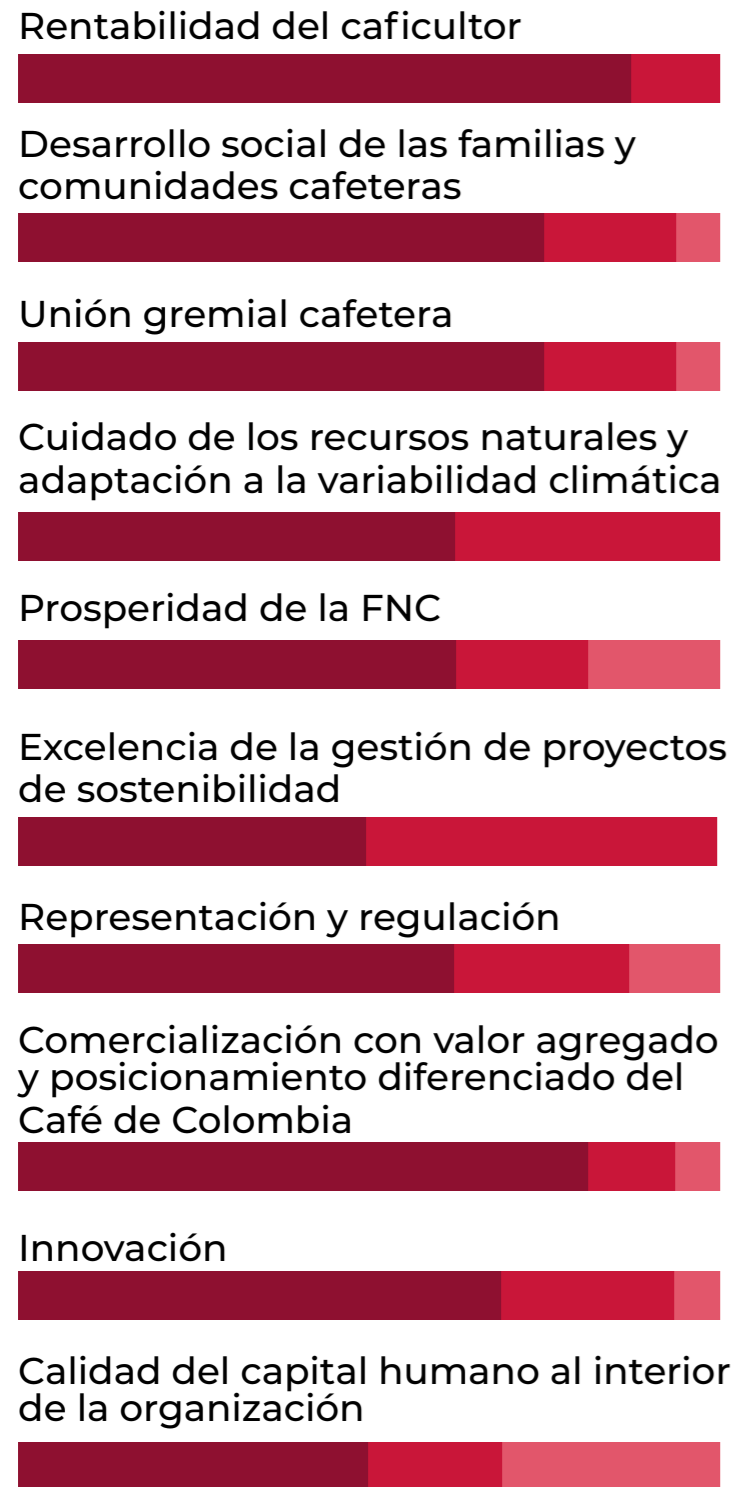 Rentabilidad del caficultor
Desarrollo social de las familias y
comunidades cafeteras
Unión gremial cafetera
Cuidado de los recursos naturales y
adaptación a la variabilidad climática
Prosperidad de la FNC
Excelencia de la gestión de proyectos
de sostenibilidad
Representación y regulación
Comercialización con valor agregado
y posicionamiento diferenciado del
Café de Colombia
Innovación
Calidad del capital humano al interior
de la organización